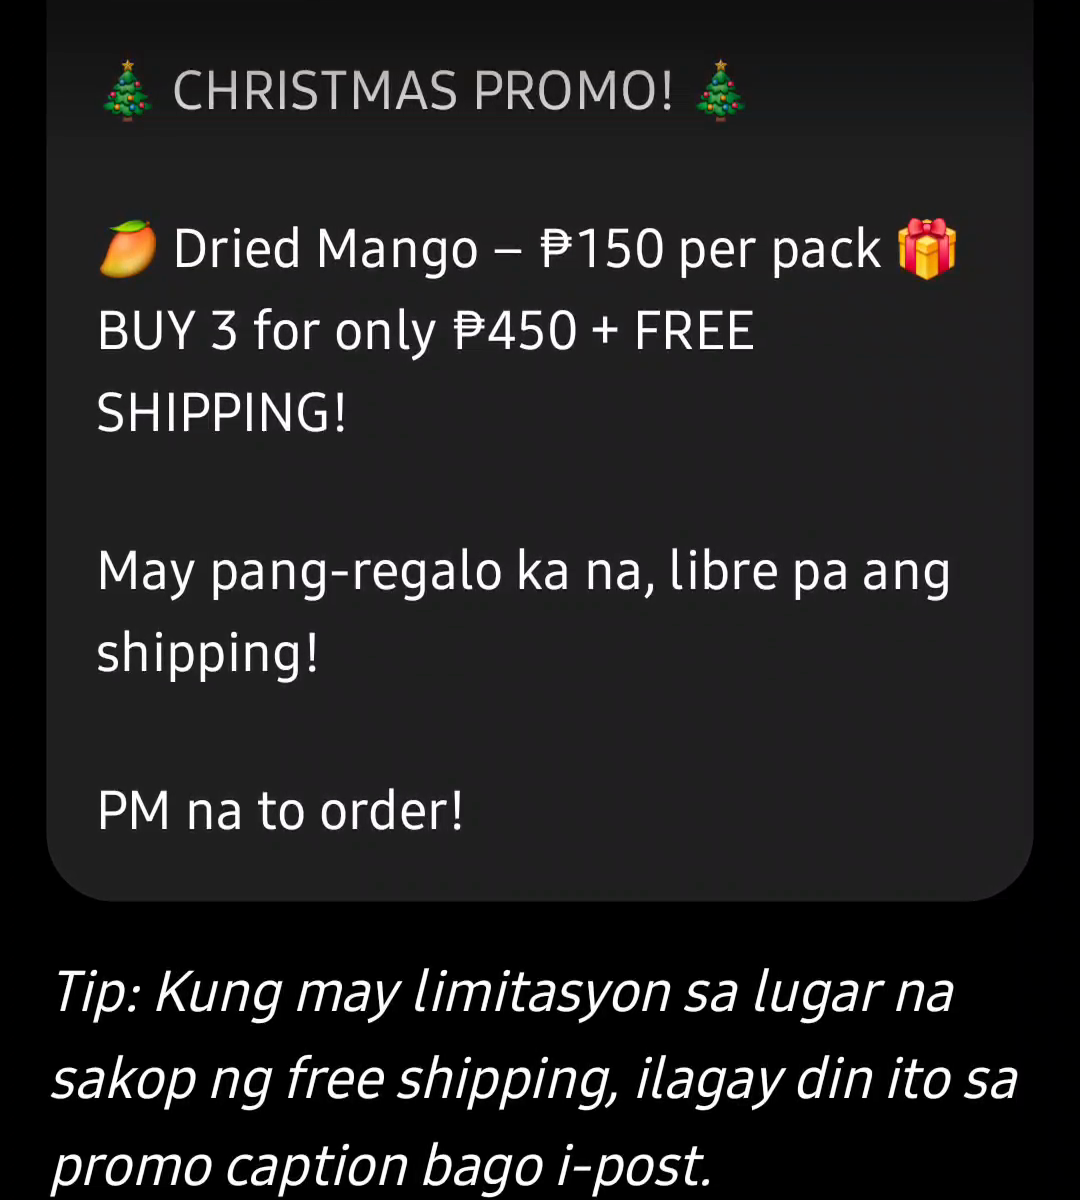 🎄 CHRISTMAS PROMO! 🎄
🥭 Dried Mango – ₱150 per pack 🎁
BUY 3 for only ₱450 + FREE
SHIPPING!
May pang-regalo ka na, libre pa ang
shipping!
PM na to order!
Tip: Kung may limitasyon sa lugar na
sakop ng free shipping, ilagay din ito sa
promo caption bago i-post.